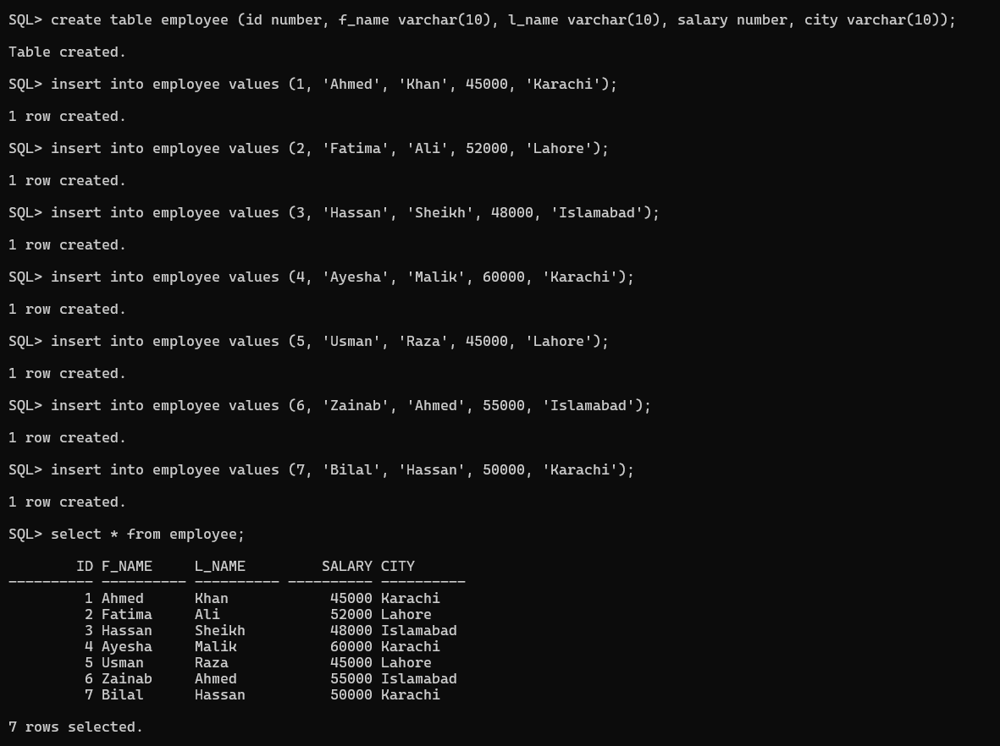 SQL> create table employee (id number, f_name varchar(10), l_name varchar(10), salary number, city varchar(10));
Table created.
SQL> insert into employee values (1, 'Ahmed', 'Khan', 45000, 'Karachi');
1 row created.
SQL> insert into employee values (2, 'Fatima', 'Ali', 52000, 'Lahore');
1 row created.
SQL> insert into employee values (3, 'Hassan', 'Sheikh', 48000, 'Islamabad');
1 row created.
SQL> insert into employee values (4, 'Ayesha', 'Malik', 60000, 'Karachi');
1 row created.
SQL> insert into employee values (5, 'Usman', 'Raza', 45000, 'Lahore');
1 row created.
SQL> insert into employee values (6, 'Zainab', 'Ahmed', 55000, 'Islamabad');
1 row created.
SQL> insert into employee values (7, 'Bilal', 'Hassan', 50000, 'Karachi');
1 row created.
SQL> select * from employee;
        ID F_NAME     L_NAME         SALARY CITY
---------- ---------- ---------- ---------- ----------
         1 Ahmed      Khan            45000 Karachi
         2 Fatima     Ali             52000 Lahore
         3 Hassan     Sheikh          48000 Islamabad
         4 Ayesha     Malik           60000 Karachi
         5 Usman      Raza            45000 Lahore
         6 Zainab     Ahmed           55000 Islamabad
         7 Bilal      Hassan          50000 Karachi
7 rows selected.